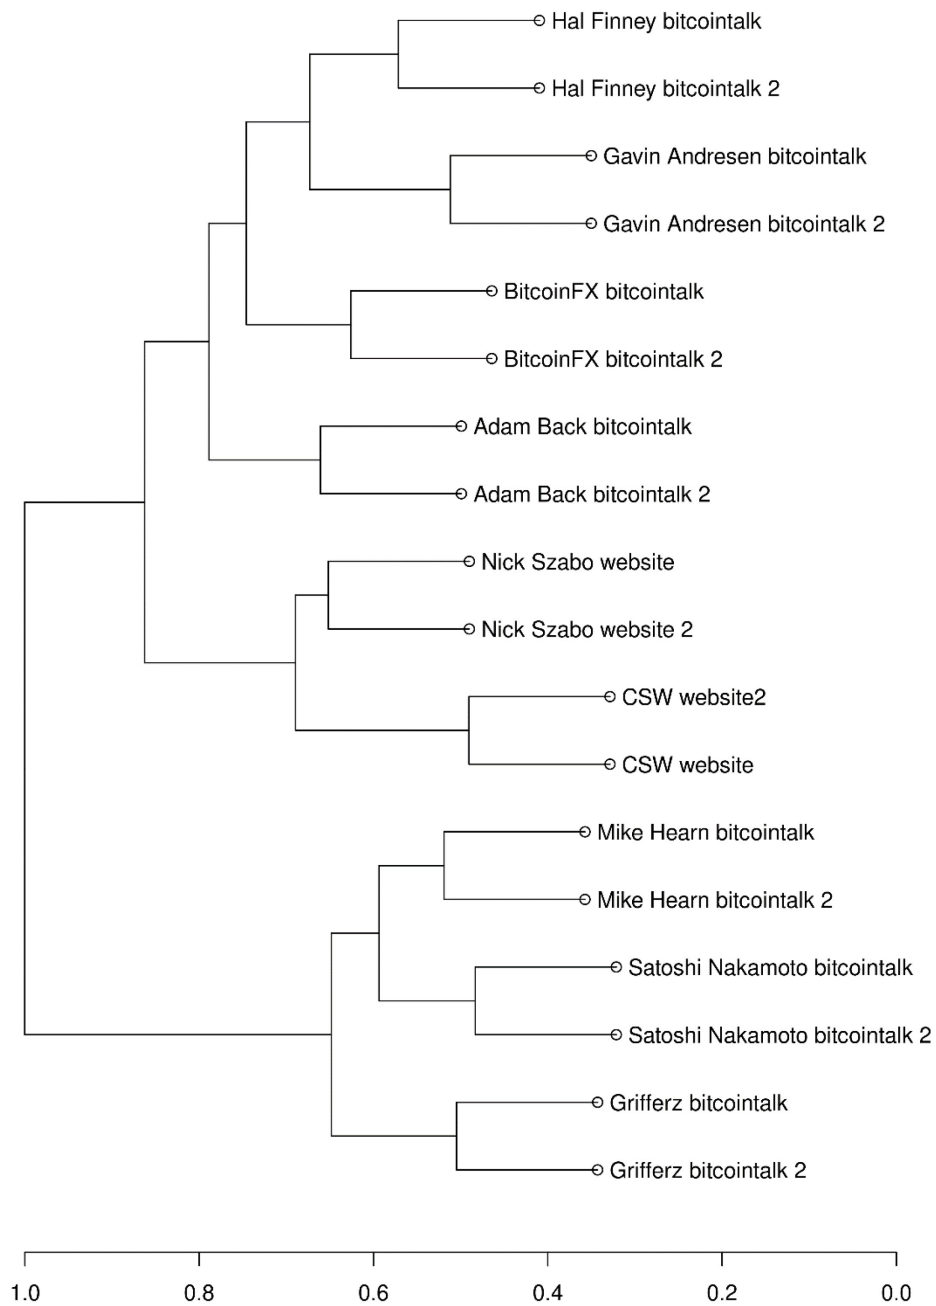 Hal Finney bitcointalk
Hal Finney bitcointalk 2
Gavin Andresen bitcointalk
Gavin Andresen bitcointalk 2
BitcoinFX bitcointalk
BitcoinFX bitcointalk 2
Adam Back bitcointalk
Adam Back bitcointalk 2
Nick Szabo website
Nick Szabo website 2
CSW website2
CSW website
Mike Hearn bitcointalk
Mike Hearn bitcointalk 2
Satoshi Nakamoto bitcointalk
Satoshi Nakamoto bitcointalk 2
Grifferz bitcointalk
Grifferz bitcointalk 2
1.0 0.8 0.6 0.4 0.2 0.0